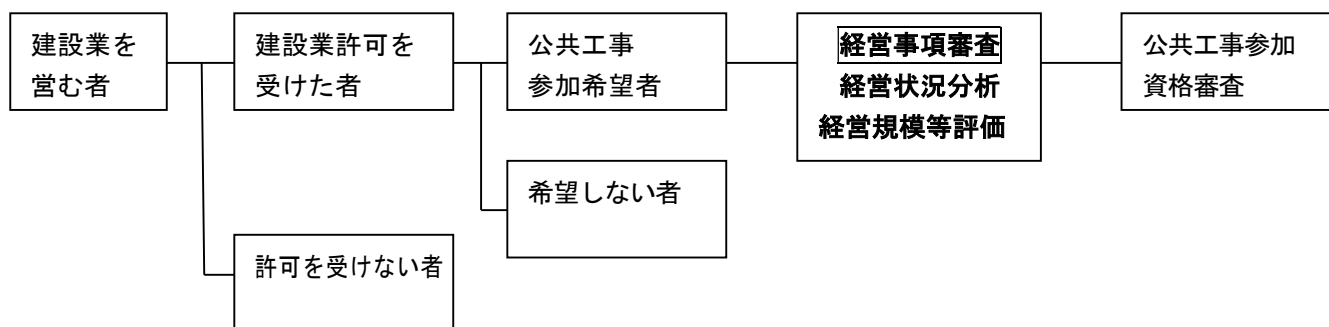 建設業を
営む者
建設業許可を
受けた者
公共工事
参加希望者
経営事項審査
経営状況分析
経営規模等評価
公共工事参加
資格審査
希望しない者
許可を受けない者